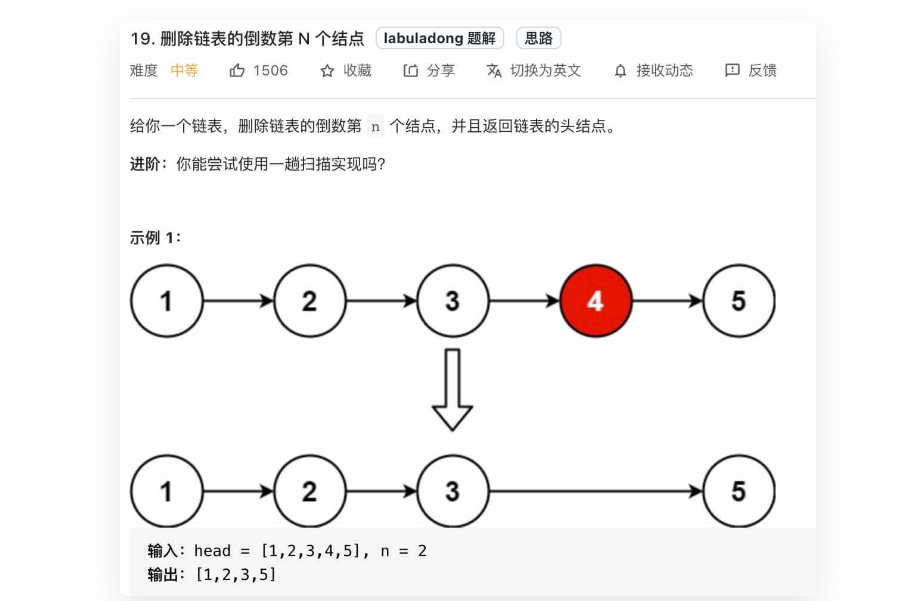 19. 删除链表的倒数第 N 个结点 labuladong 题解 思路
难度 中等 1506 收藏 分享 切换为英文 接收动态 反馈
给你一个链表，删除链表的倒数第 n 个结点，并且返回链表的头结点。
进阶：你能尝试使用一趟扫描实现吗？
示例 1：
1 2 3 4 5
1 2 3 5
输入：head = [1,2,3,4,5], n = 2
输出：[1,2,3,5]